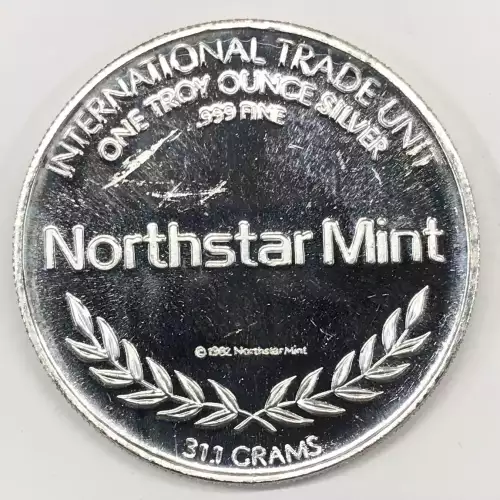 INTERNATIONAL TRADE UNIT
ONE TROY OUNCE SILVER
.999 FINE
Northstar Mint
© 1982 Northstar Mint
31.1 GRAMS